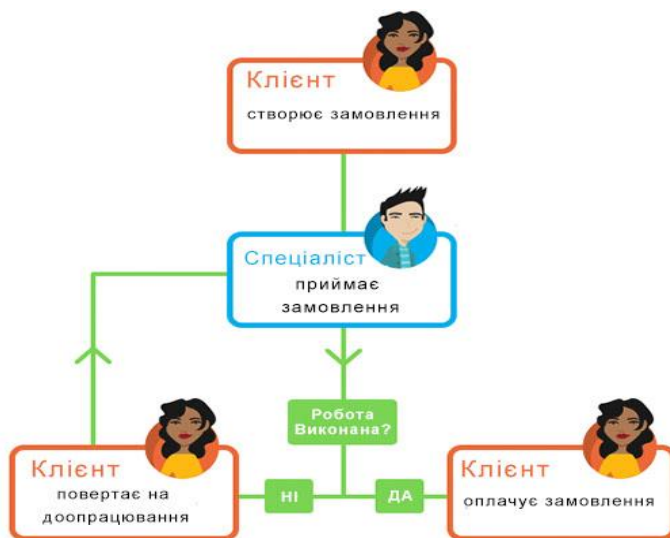 Клієнт
створює замовлення
Спеціаліст
приймає
замовлення
Робота
Виконана?
Клієнт
повертає на
доопрацювання
НІ
ДА
Клієнт
оплачує замовлення